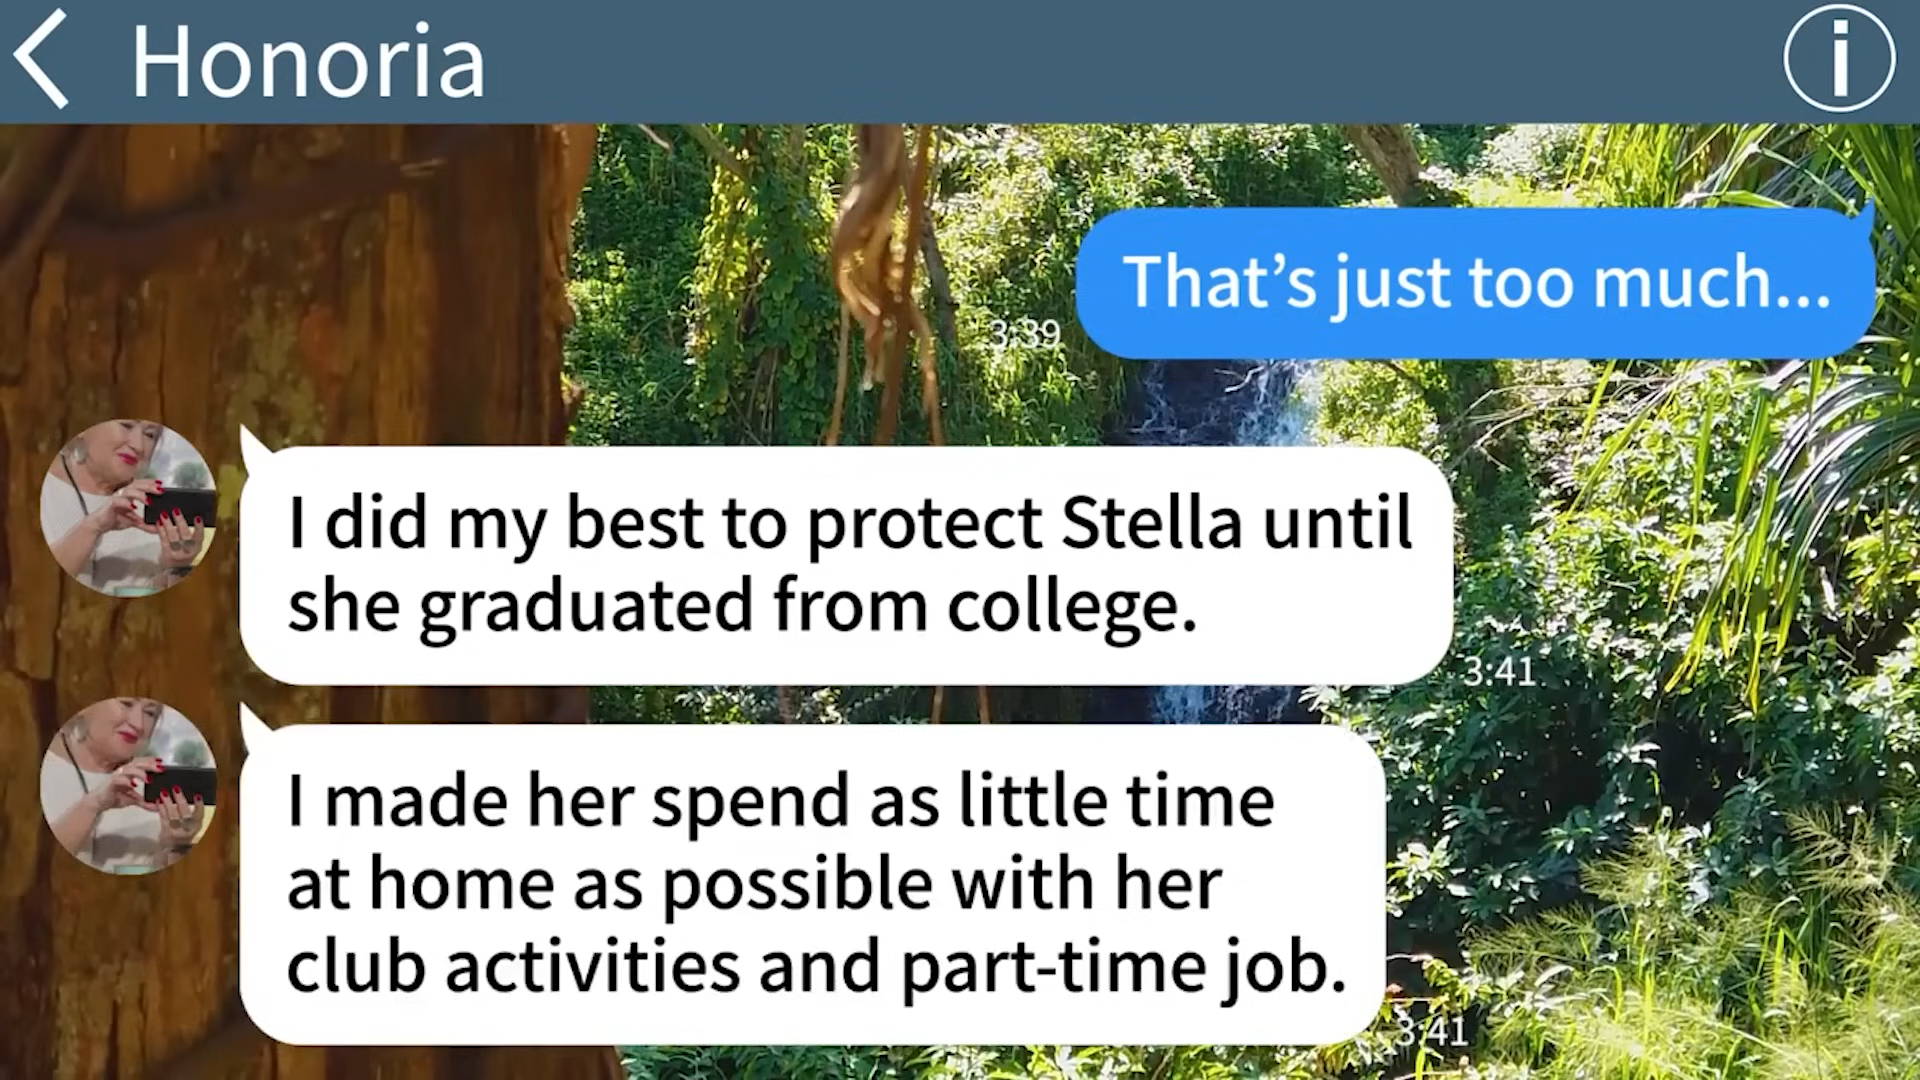 Honoria
i
That's just too much...
3:39
I did my best to protect Stella until
she graduated from college.
3:41
I made her spend as little time
at home as possible with her
club activities and part-time job.
3:41